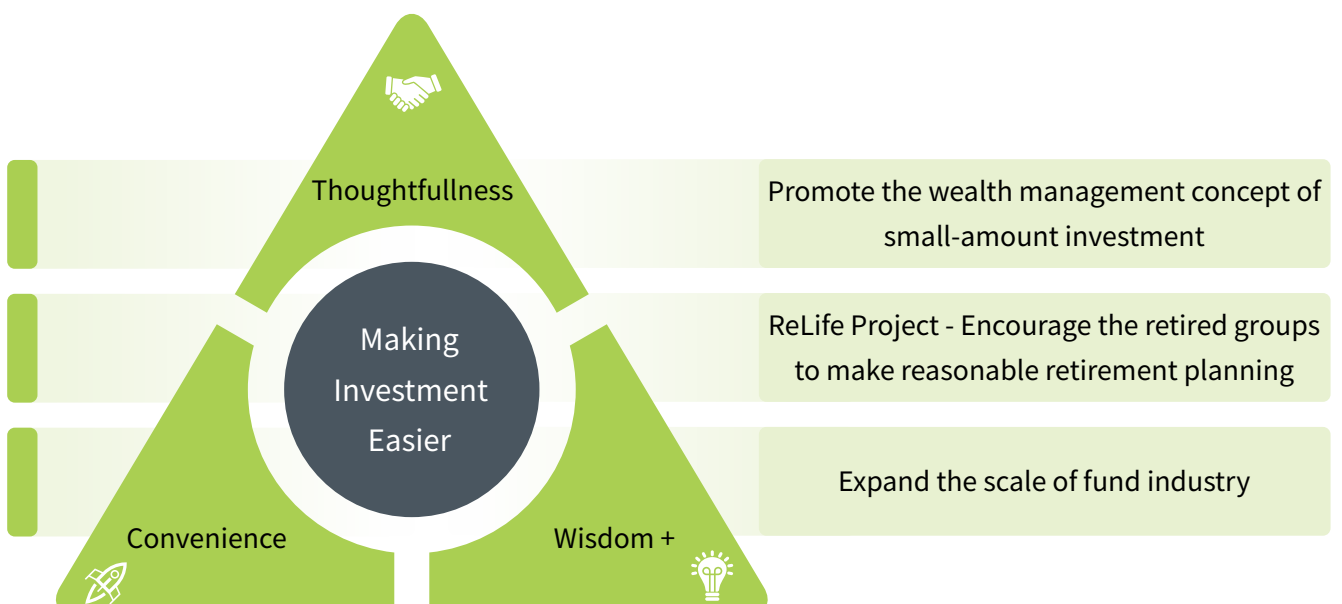 Thoughtfullness
Promote the wealth management concept of
small-amount investment
Making
Investment
Easier
ReLife Project - Encourage the retired groups
to make reasonable retirement planning
Convenience
Wisdom +
Expand the scale of fund industry